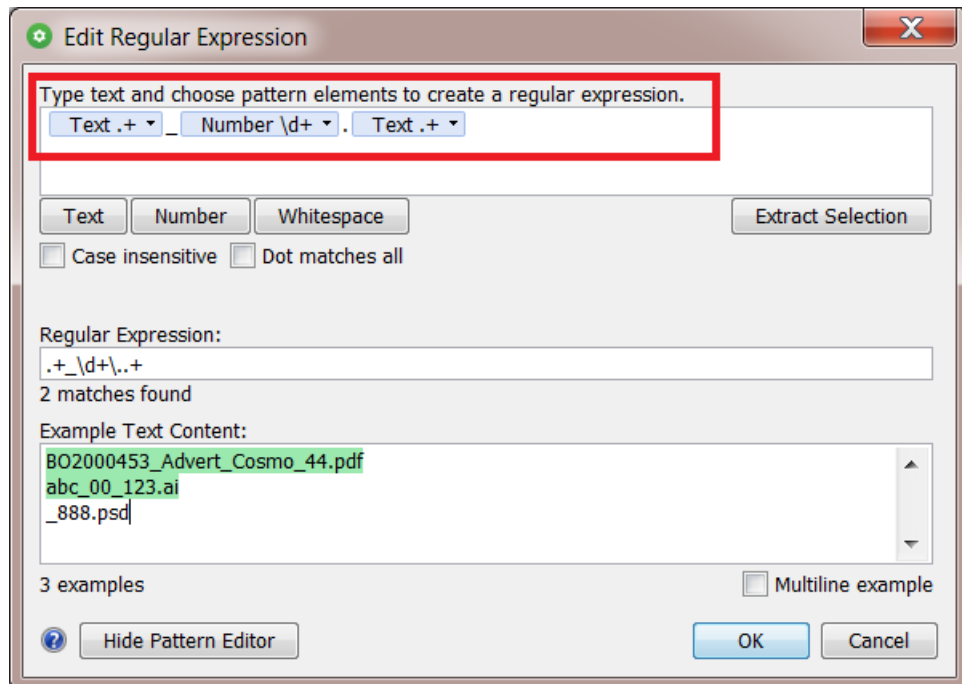 Edit Regular Expression
X
Type text and choose pattern elements to create a regular expression.
Text .+ _ Number \d+ . Text .+
Text Number Whitespace Extract Selection
Case insensitive Dot matches all
Regular Expression:
.+_\d+\..+
2 matches found
Example Text Content:
BO2000453_Advert_Cosmo_44.pdf
abc_00_123.ai
_888.psd
3 examples Multiline example
? Hide Pattern Editor OK Cancel